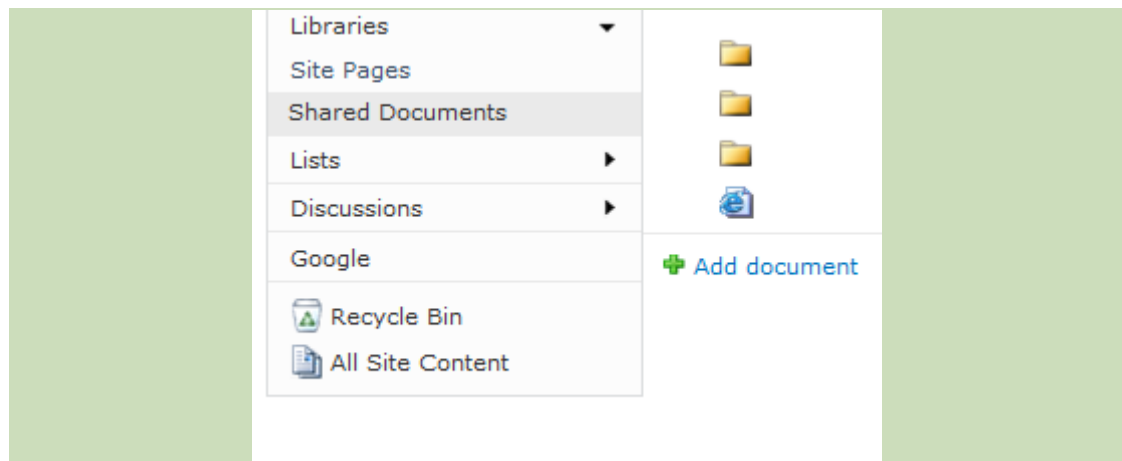 Libraries
Site Pages
Shared Documents
Lists
Discussions
Google
Add document
Recycle Bin
All Site Content